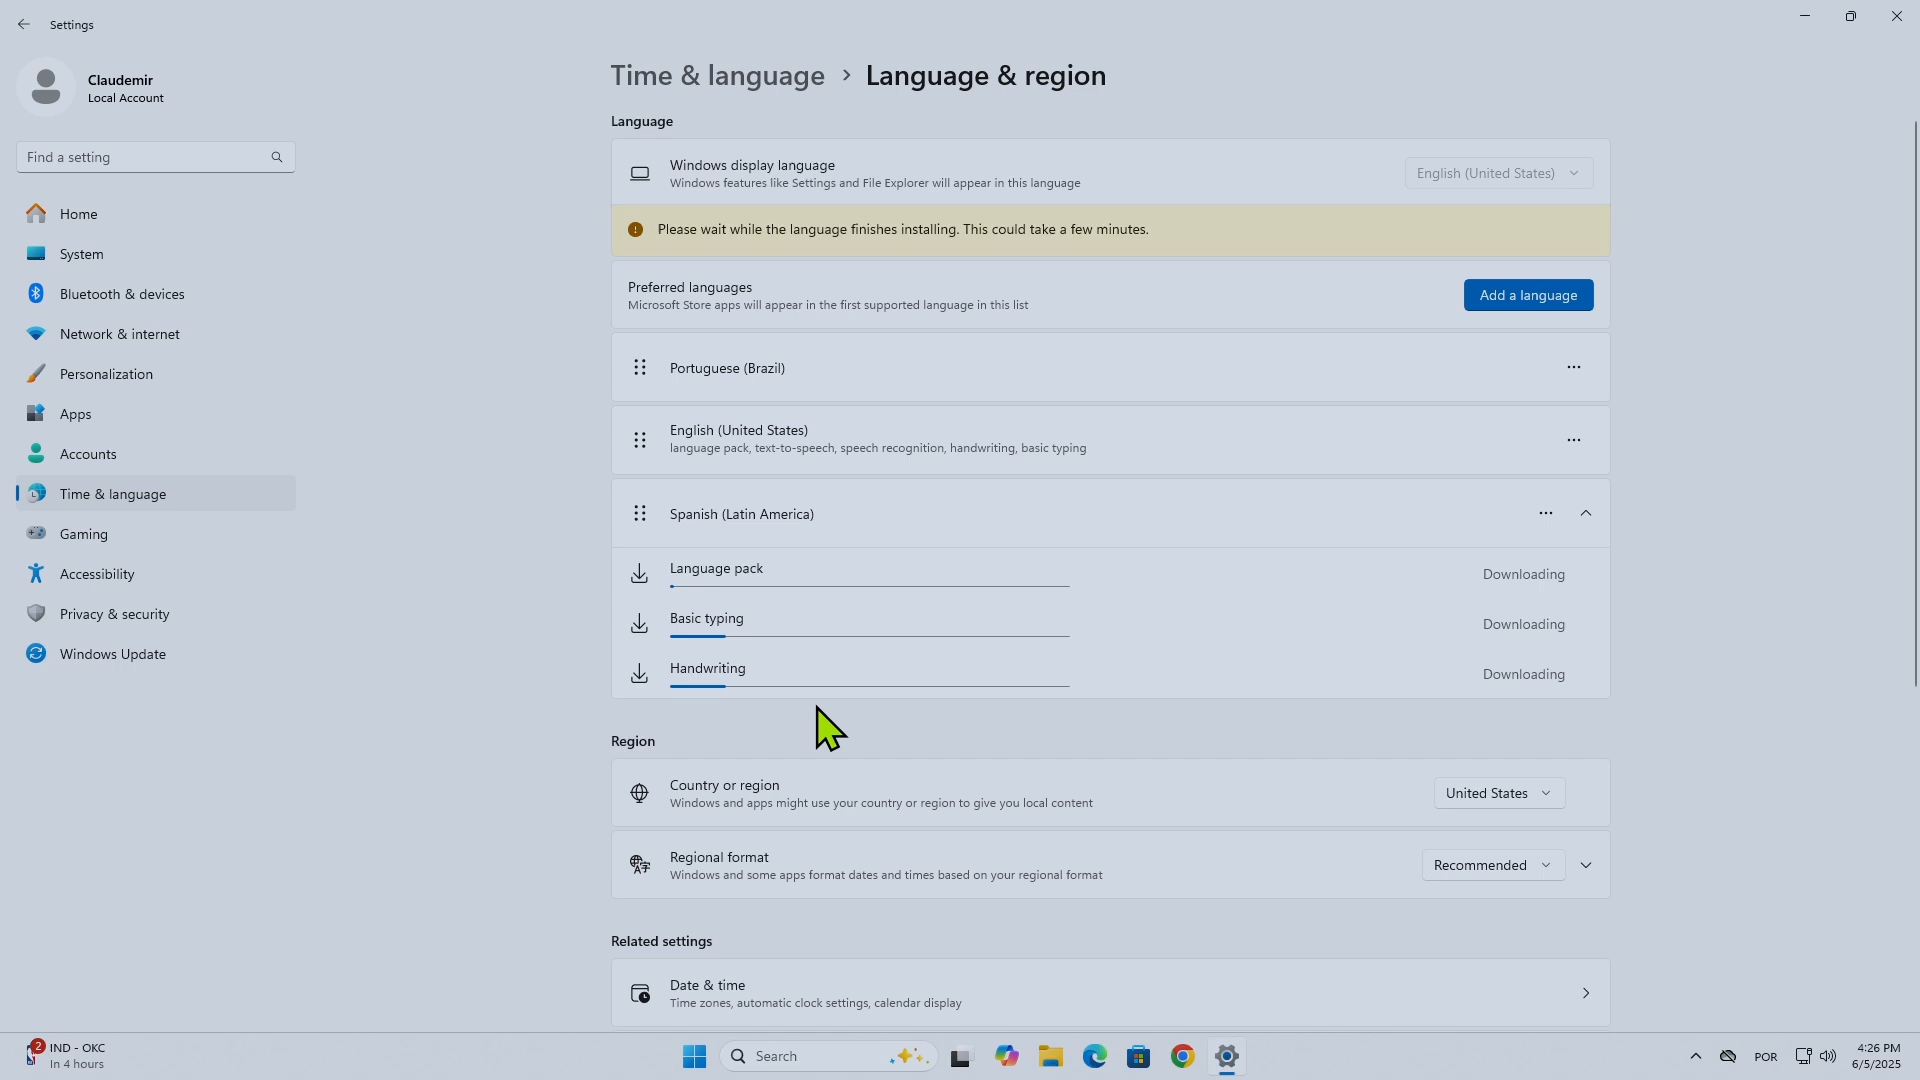 Settings
Claudemir
Local Account
Find a setting
Home
System
Bluetooth & devices
Network & internet
Personalization
Apps
Accounts
Time & language
Gaming
Accessibility
Privacy & security
Windows Update
Time & language > Language & region
Language
Windows display language
Windows features like Settings and File Explorer will appear in this language
English (United States)
Please wait while the language finishes installing. This could take a few minutes.
Preferred languages
Microsoft Store apps will appear in the first supported language in this list
Add a language
Portuguese (Brazil)
English (United States)
language pack, text-to-speech, speech recognition, handwriting, basic typing
Spanish (Latin America)
Language pack
Downloading
Basic typing
Downloading
Handwriting
Downloading
Region
Country or region
Windows and apps might use your country or region to give you local content
United States
Regional format
Windows and some apps format dates and times based on your regional format
Recommended
Related settings
Date & time
Time zones, automatic clock settings, calendar display
2
IND - OKC
In 4 hours
Search
POR
4:26 PM
6/5/2025